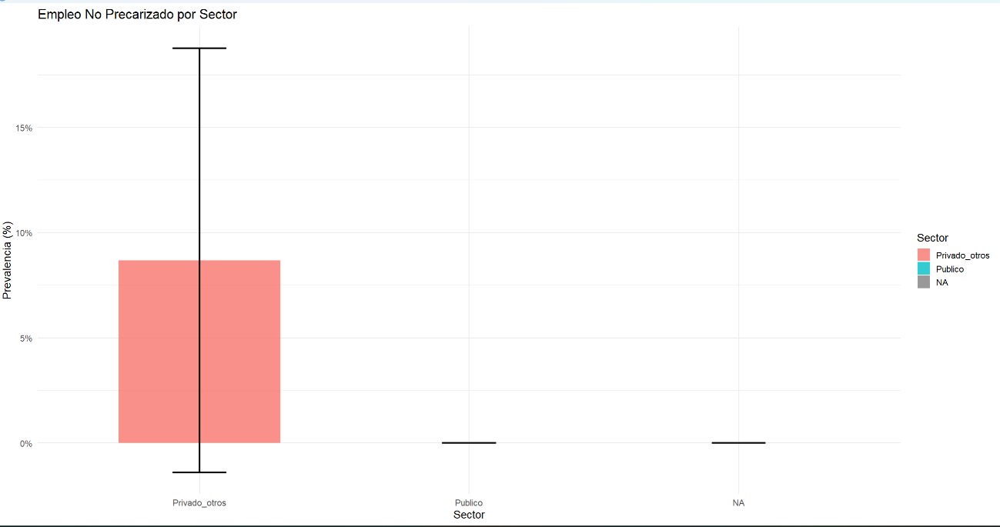 Empleo No Precarizado por Sector
Prevalencia (%)
15%
10%
5%
0%
Privado_otros
Publico
NA
Sector
Sector
Privado_otros
Publico
NA